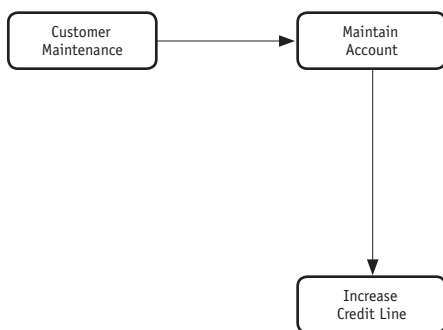 Customer
Maintenance
Maintain
Account
Increase
Credit Line